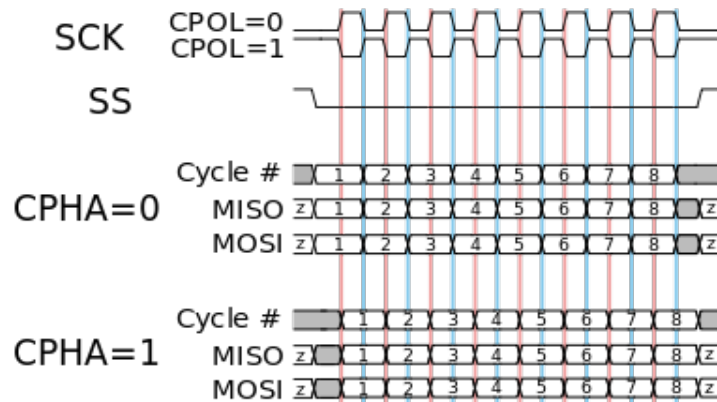 SCK CPOL=0
CPOL=1
SS
Cycle # 1 2 3 4 5 6 7 8
CPHA=0 MISO z 1 2 3 4 5 6 7 8 z
MOSI z 1 2 3 4 5 6 7 8 z
Cycle # 1 2 3 4 5 6 7 8
CPHA=1 MISO z 1 2 3 4 5 6 7 8 z
MOSI z 1 2 3 4 5 6 7 8 z